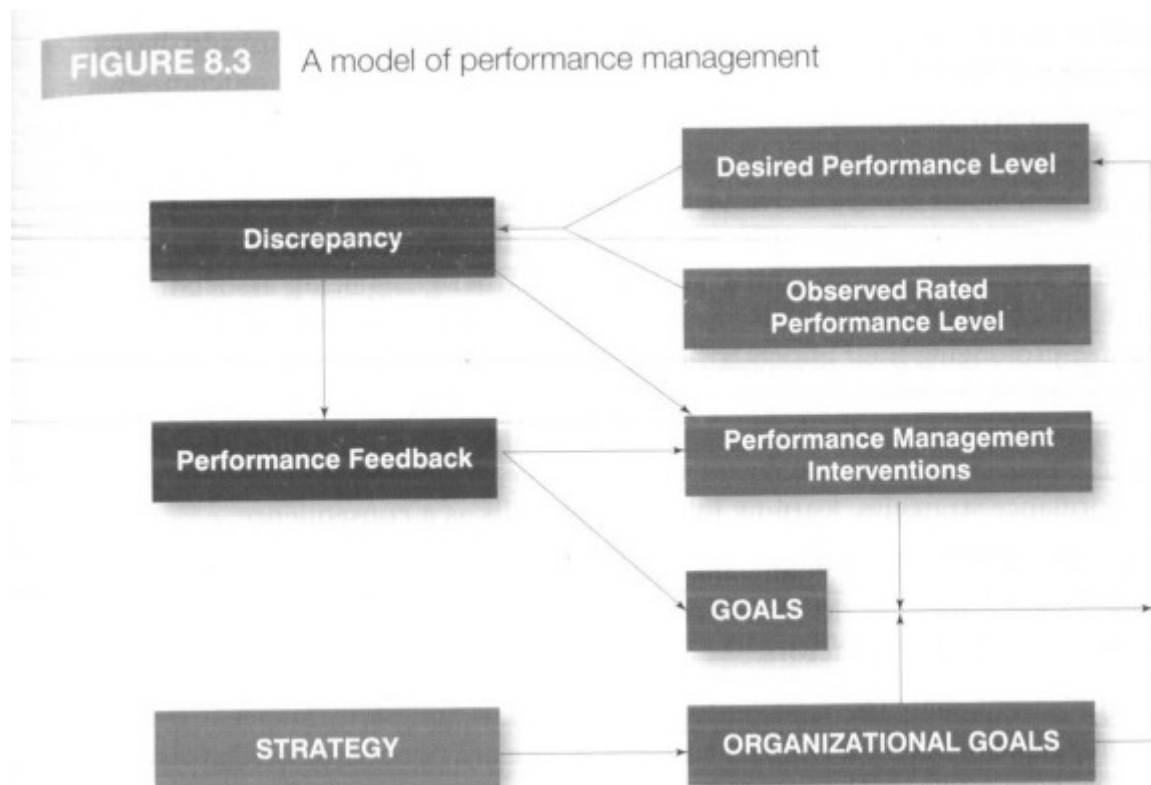 FIGURE 8.3 A model of performance management
Desired Performance Level
Discrepancy
Observed Rated
Performance Level
Performance Feedback
Performance Management
Interventions
GOALS
STRATEGY
ORGANIZATIONAL GOALS